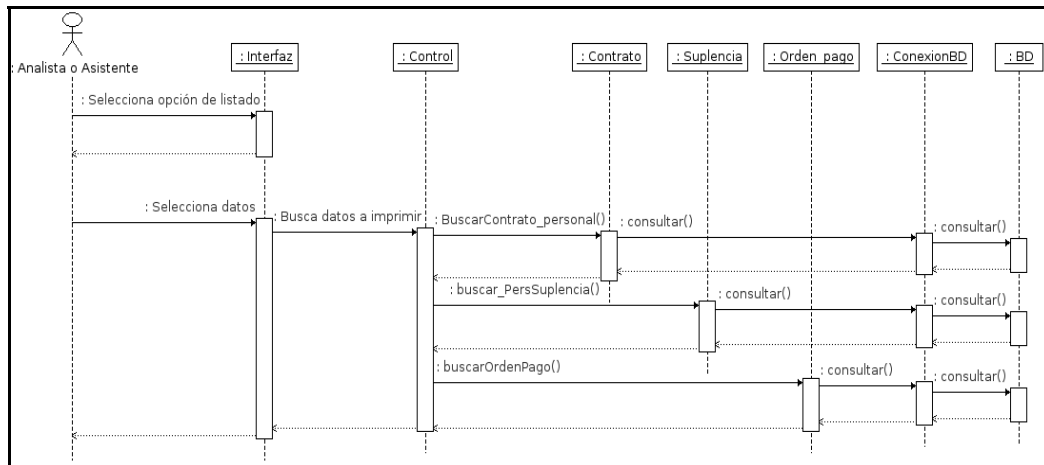 : Interfaz
: Control
: Contrato
: Suplencia
: Orden_pago
: ConexionBD
: BD
: Analista o Asistente
: Selecciona opción de listado
: Selecciona datos
: Busca datos a imprimir
: BuscarContrato_personal()
: consultar()
: consultar()
: buscar_PersSuplencia()
: consultar()
: consultar()
: buscarOrdenPago()
: consultar()
: consultar()